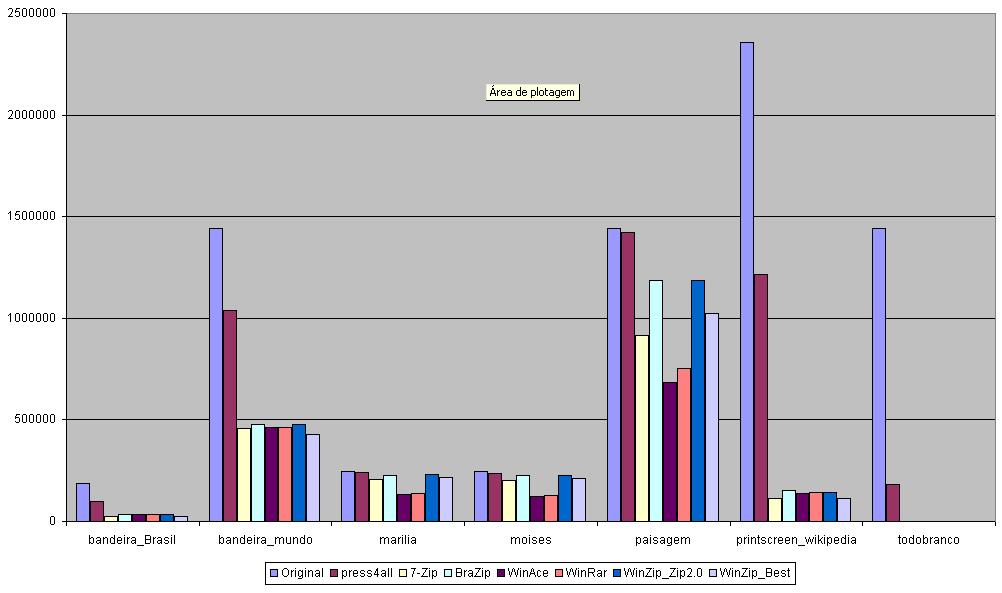 2500000
Área de plotagem
2000000
1500000
1000000
500000
0
bandeira_Brasil bandeira_mundo marilia moises paisagem printscreen_wikipedia todobranco
Original press4all 7-Zip BraZip WinAce WinRar WinZip_Zip2.0 WinZip_Best